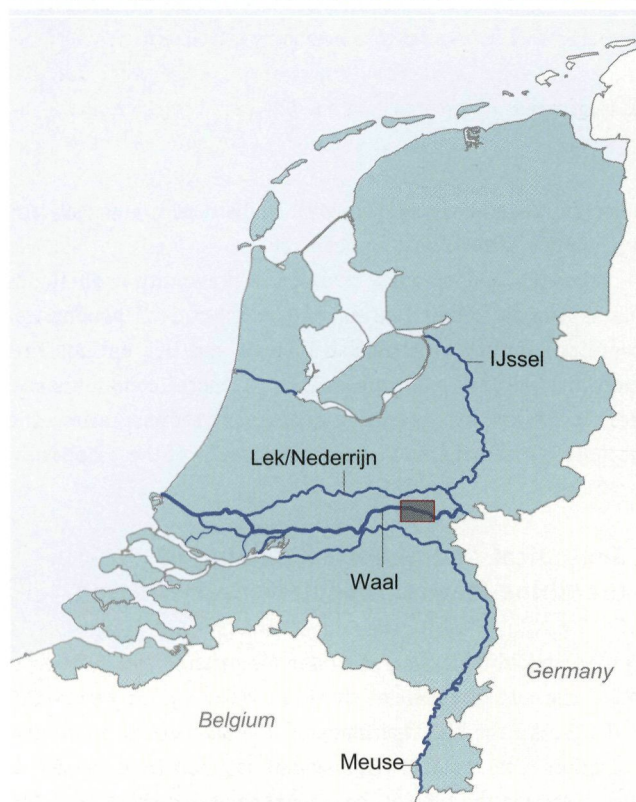 IJssel
Lek/Nederrijn
Waal
Germany
Belgium
Meuse